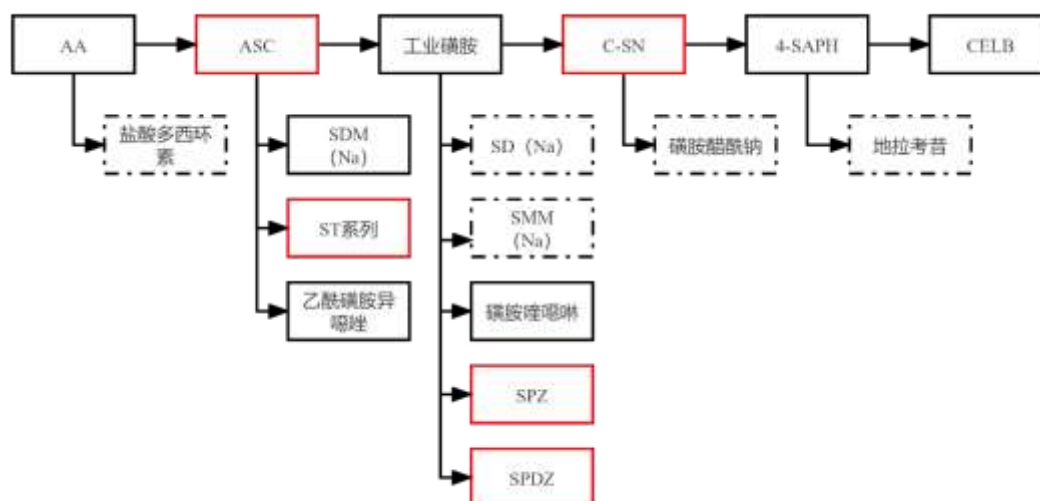 AA
ASC
工业磺胺
C-SN
4-SAPH
CELB
盐酸多西环
素
SDM
（Na）
SD（Na）
磺胺醋酰钠
地拉考昔
ST系列
SMM
（Na）
乙酰磺胺异
噁唑
磺胺喹噁啉
SPZ
SPDZ